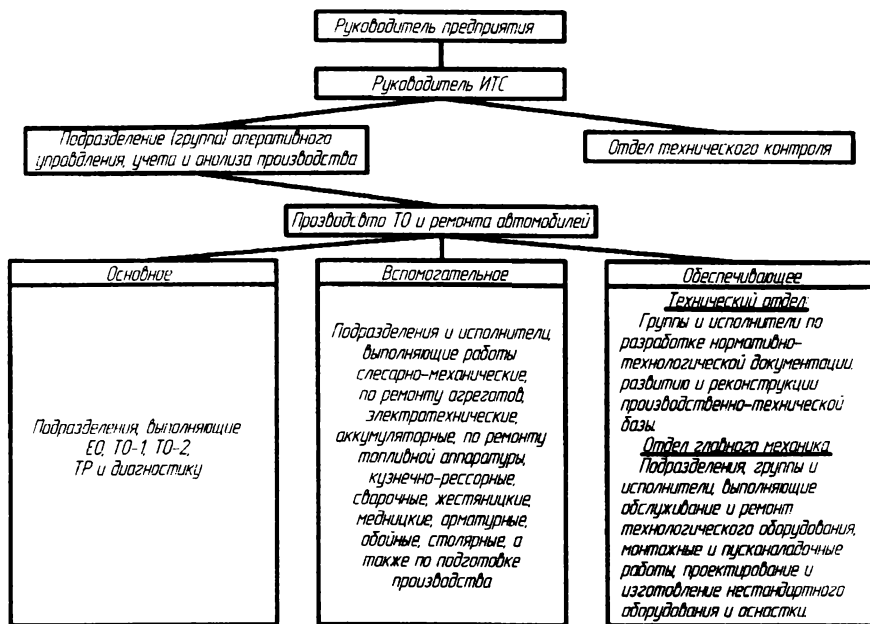 Руководитель предприятия
Руководитель ИТС
Подразделение (группа) оперативного
управдления, учета и анализа производства
Отдел технического контроля
Прозводсвто ТО и ремонта автомобилей
Основное
Подразделения, выполняющие
ЕО, ТО-1, ТО-2,
ТР и диагностику
Вспомогательное
Подразделения и исполнители,
выполняющие работы
слесарно-механические,
по ремонту агреготов,
электротехнические,
аккумуляторные, по ремонту
топливной аппаратуры,
кузнечно-рессорные,
сварочные, жестяницкие,
медницкие, арматурные,
обойные, столярные, а
также по подготовке
производства
Обеспечивающее
Технический отдел:
Группы и исполнители по
разработке нормативно-
технологической документации.
развитию и реконструкции
производственно-технической
базы.
Отдел главного механика.
Подразделения, группы и
исполнители, выполняющие
обслуживание и ремонт
технологического оборудования,
монтажные и пусканаладочные
работы, проектирование и
изготовление нестандартного
оборудования и оснастки.